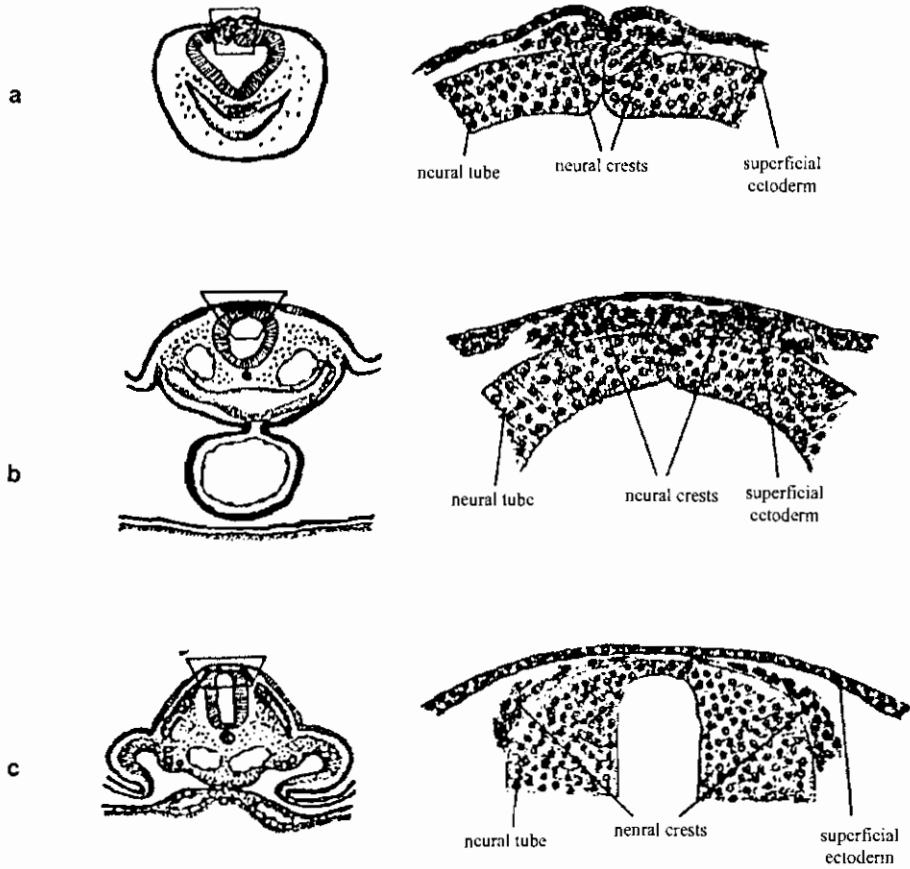 a
neural tube
neural crests
superficial
ectoderm
b
neural tube
neural crests
superficial
ectoderm
c
neural tube
nenral crests
superficial
ectoderm